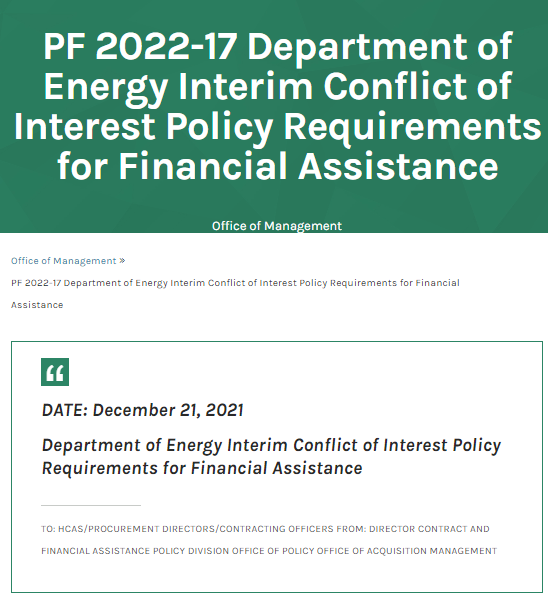 PF 2022-17 Department of
Energy Interim Conflict of
Interest Policy Requirements
for Financial Assistance
Office of Management
Office of Management »
PF 2022-17 Department of Energy Interim Conflict of Interest Policy Requirements for Financial
Assistance
“
DATE: December 21, 2021
Department of Energy Interim Conflict of Interest Policy
Requirements for Financial Assistance
TO: HCAS/PROCUREMENT DIRECTORS/CONTRACTING OFFICERS FROM: DIRECTOR CONTRACT AND
FINANCIAL ASSISTANCE POLICY DIVISION OFFICE OF POLICY OFFICE OF ACQUISITION MANAGEMENT